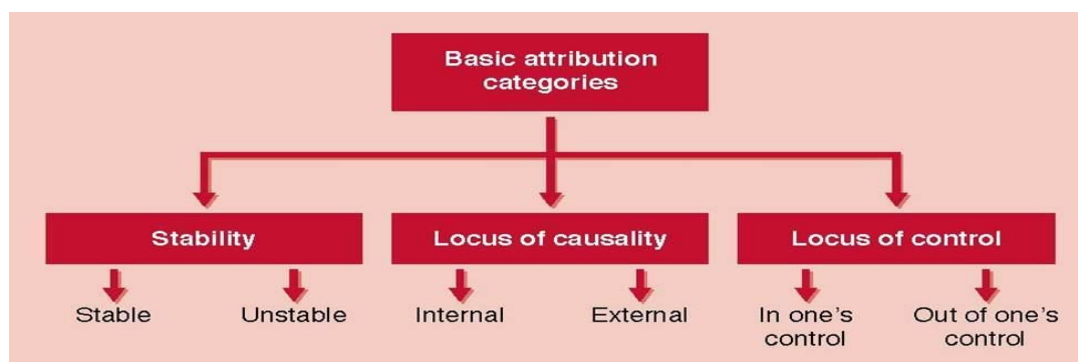 Basic attribution
categories
Stability
Locus of causality
Locus of control
Stable
Unstable
Internal
External
In one's
control
Out of one's
control